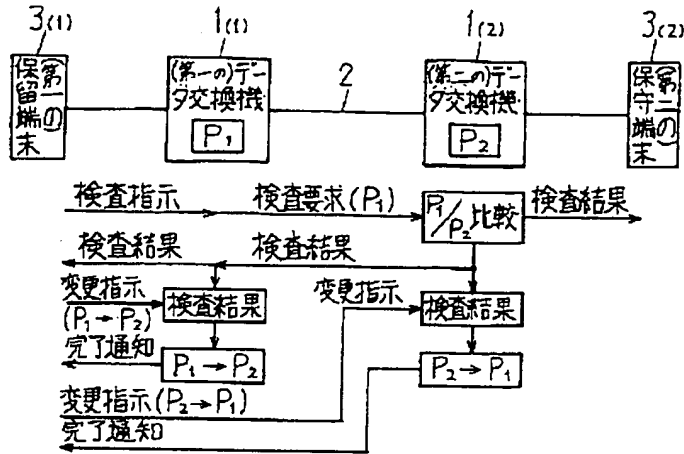 3(1)
1(1)
1(2)
3(2)
(第一の)
保留端末
(第一の)デー
タ交換機
P₁
2
(第二の)デー
タ交換機
P₂
(第二の)
保守端末
検査指示
検査要求(P₁)
P₁/P₂ 比較
検査結果
検査結果
検査結果
変更指示
(P₁→P₂)
検査結果
変更指示
検査結果
完了通知
P₁→P₂
P₂→P₁
変更指示(P₂→P₁)
完了通知